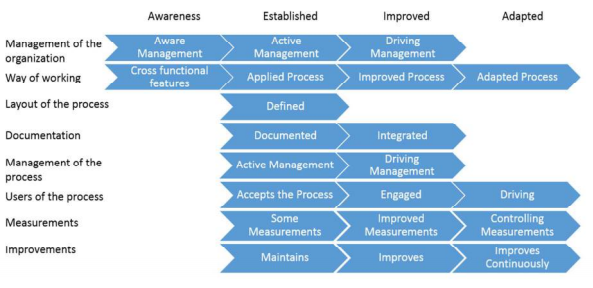 Awareness Established Improved Adapted
Management of the
organization
Aware
Management
Active
Management
Driving
Management
Way of working
Cross functional
features
Applied Process
Improved Process
Adapted Process
Layout of the process
Defined
Documentation
Documented
Integrated
Management of the
process
Active Management
Driving
Management
Users of the process
Accepts the Process
Engaged
Driving
Measurements
Some
Measurements
Improved
Measurements
Controlling
Measurements
Improvements
Maintains
Improves
Improves
Continuously